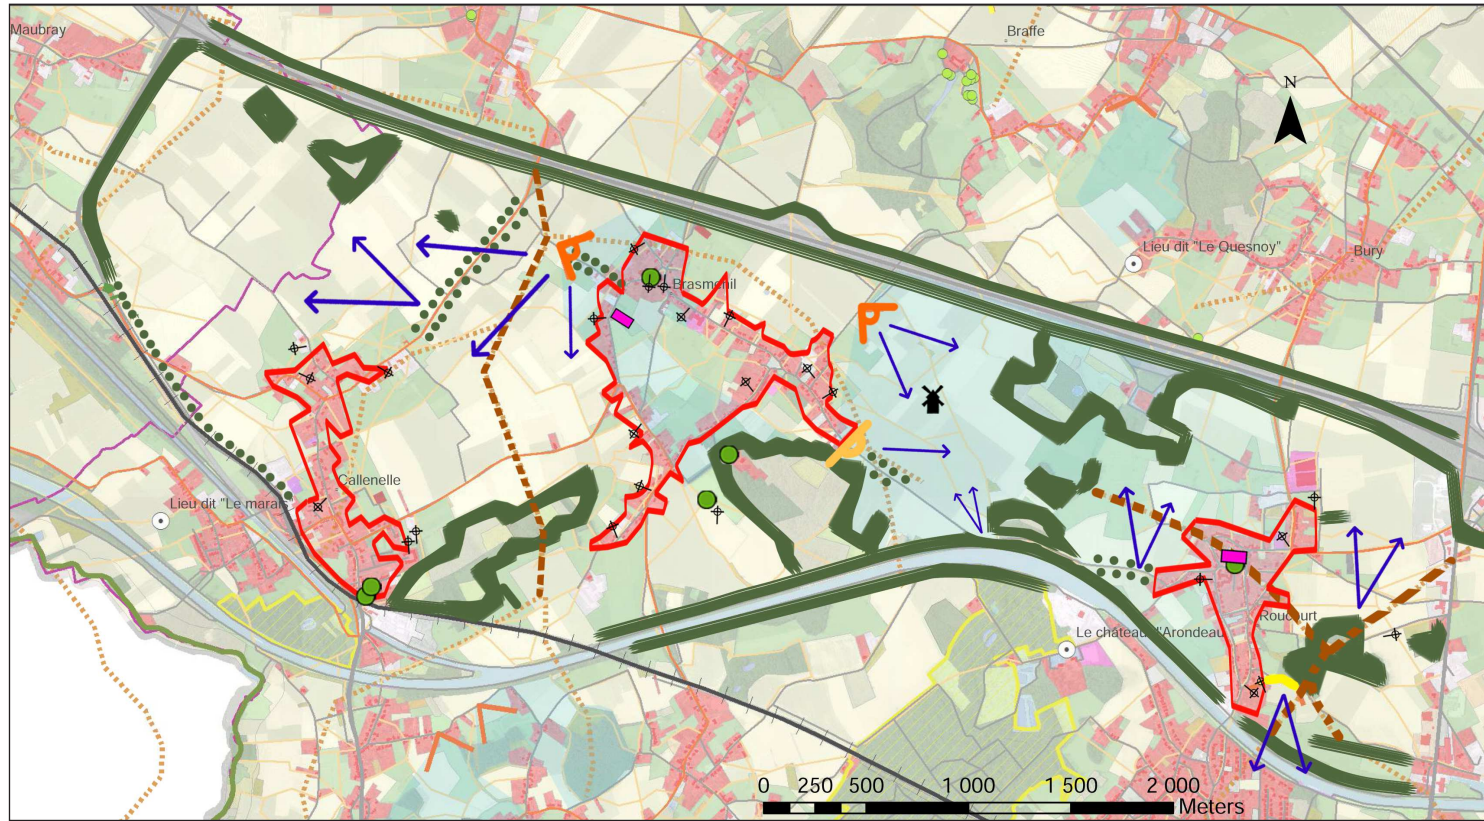 Maubray
Braffe
N
Lieu dit "Le Quesnoy"
Bury
Brasménil
Callenelle
Lieu dit "Le marais
Roucourt
Le château d'Arondeau
0 250 500 1 000 1 500 2 000
Meters